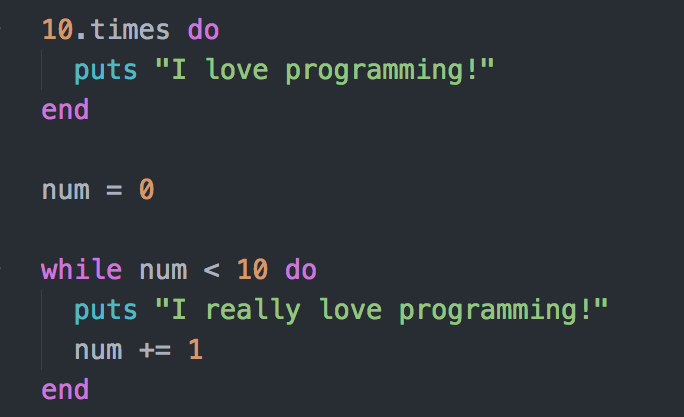 10.times do
  puts "I love programming!"
end

num = 0

while num < 10 do
  puts "I really love programming!"
  num += 1
end